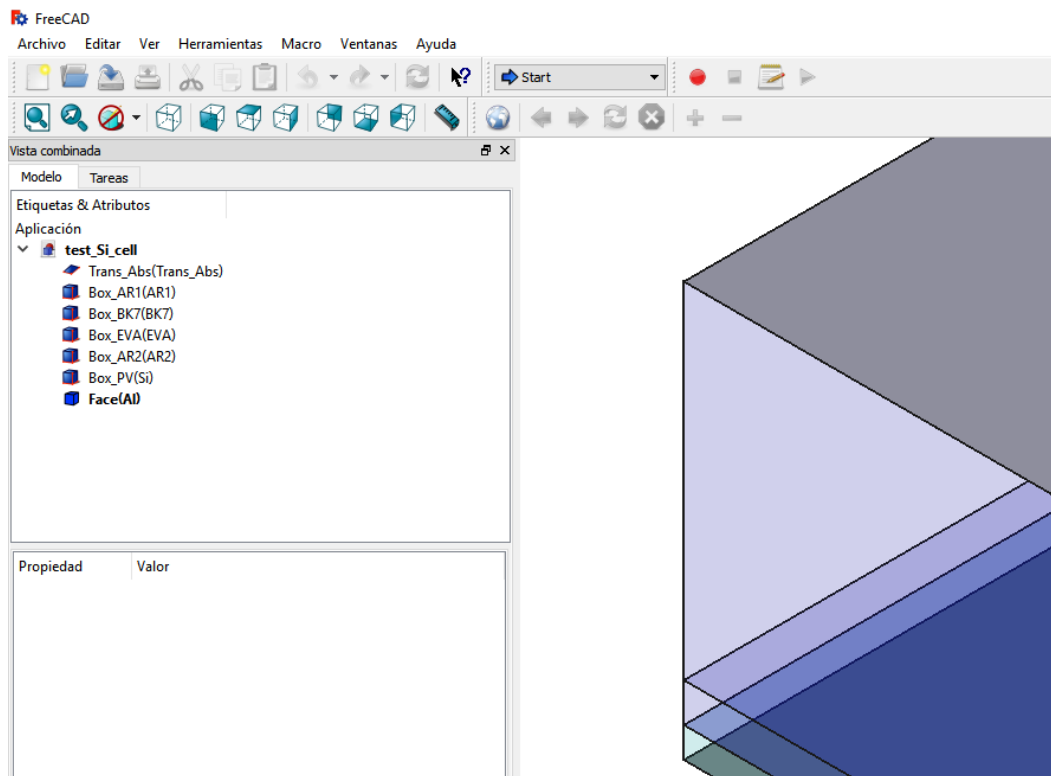 FreeCAD
Archivo Editar Ver Herramientas Macro Ventanas Ayuda
Start
Vista combinada
Modelo Tareas
Etiquetas & Atributos
Aplicación
test_Si_cell
Trans_Abs(Trans_Abs)
Box_AR1(AR1)
Box_BK7(BK7)
Box_EVA(EVA)
Box_AR2(AR2)
Box_PV(Si)
Face(Al)
Propiedad Valor